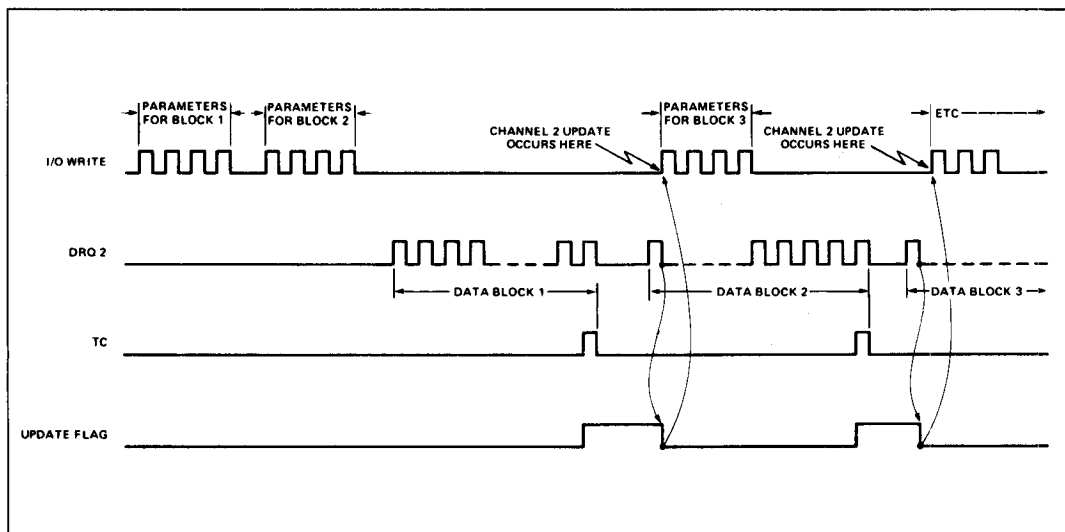 PARAMETERS
FOR BLOCK 1
PARAMETERS
FOR BLOCK 2
PARAMETERS
FOR BLOCK 3
ETC
CHANNEL 2 UPDATE
OCCURS HERE
CHANNEL 2 UPDATE
OCCURS HERE
I/O WRITE
DRQ 2
DATA BLOCK 1
DATA BLOCK 2
DATA BLOCK 3
TC
UPDATE FLAG